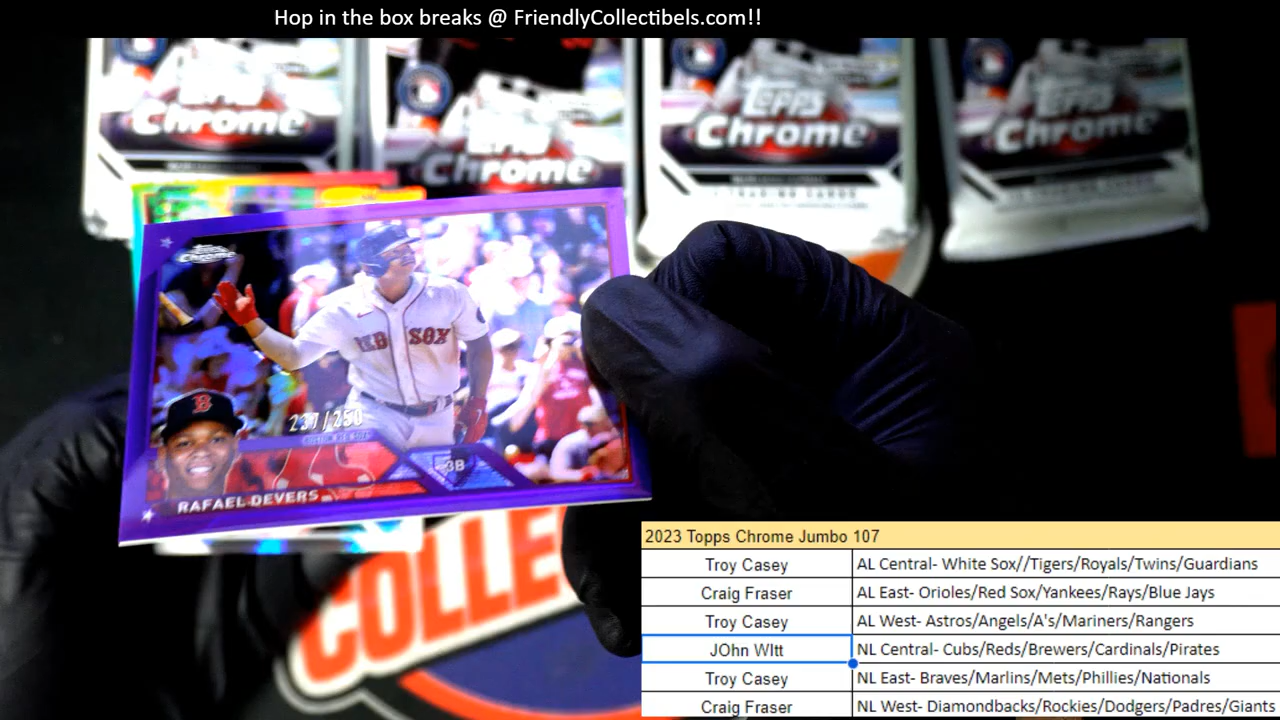 Hop in the box breaks @ FriendlyCollectibels.com!!
Topps
Chrome
Topps
Chrome
Topps
Chrome
Topps
Chrome
Topps
Chrome
RED SOX
B
237/250
3B
RAFAEL DEVERS
COLLE
2023 Topps Chrome Jumbo 107
Troy Casey AL Central- White Sox//Tigers/Royals/Twins/Guardians
Craig Fraser AL East- Orioles/Red Sox/Yankees/Rays/Blue Jays
Troy Casey AL West- Astros/Angels/A's/Mariners/Rangers
JOhn WItt NL Central- Cubs/Reds/Brewers/Cardinals/Pirates
Troy Casey NL East- Braves/Marlins/Mets/Phillies/Nationals
Craig Fraser NL West- Diamondbacks/Rockies/Dodgers/Padres/Giants